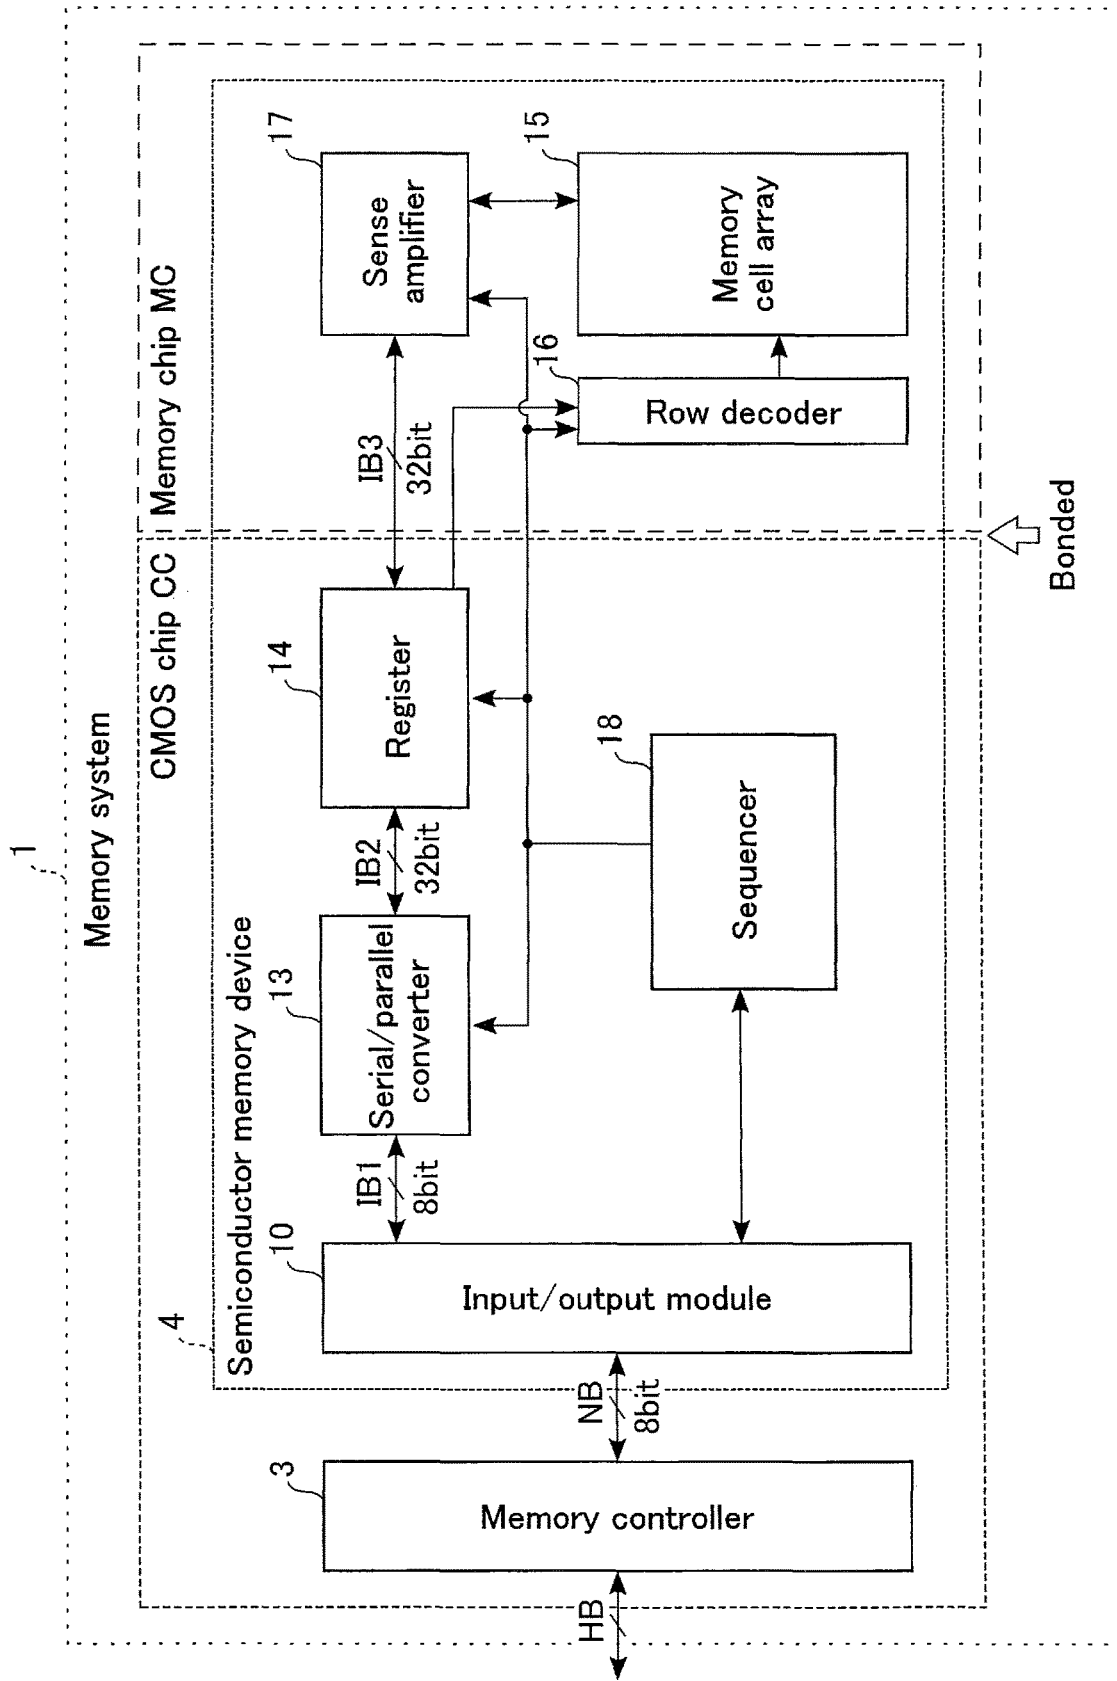 1
Memory system
CMOS chip CC
Memory chip MC
4
Semiconductor memory device
3
Memory controller
HB
NB
8bit
10
Input/output module
IB1
8bit
13
Serial/parallel
converter
IB2
32bit
14
Register
IB3
32bit
17
Sense
amplifier
18
Sequencer
16
Row decoder
15
Memory
cell array
Bonded